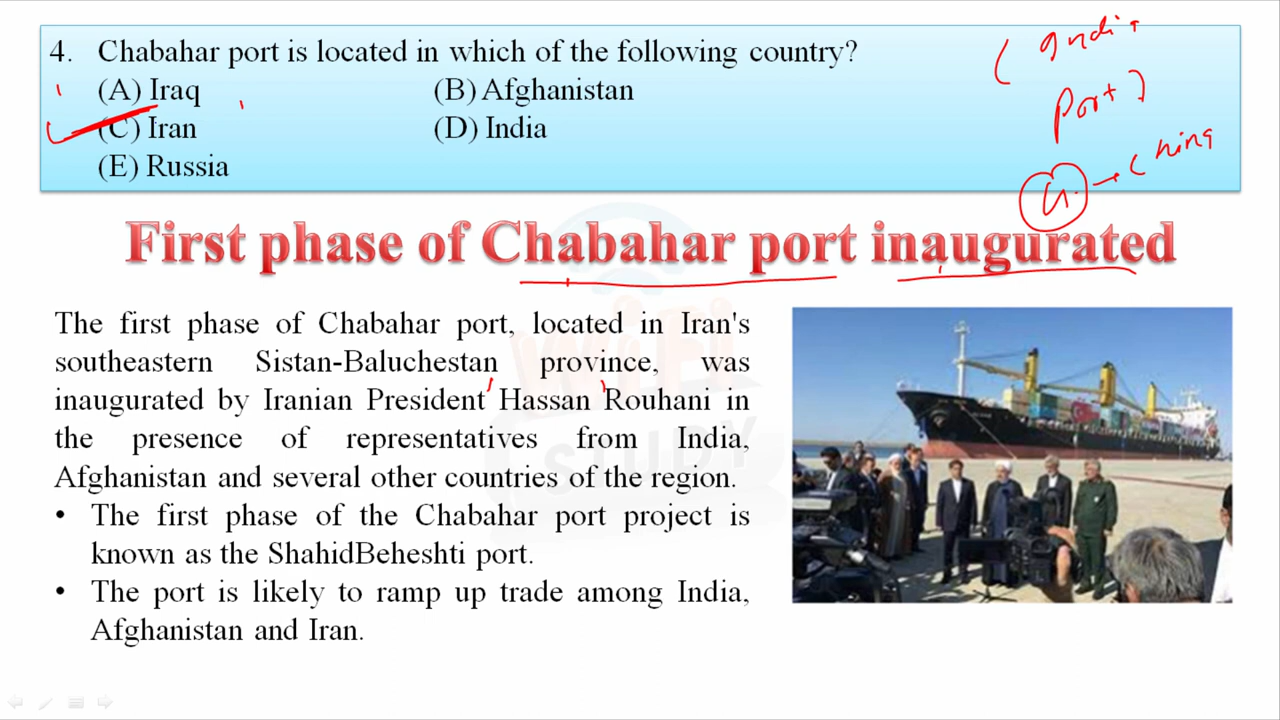 4. Chabahar port is located in which of the following country?
(A) Iraq (B) Afghanistan
(C) Iran (D) India
(E) Russia
(India
Port)
G. → China
First phase of Chabahar port inaugurated
The first phase of Chabahar port, located in Iran's
southeastern Sistan-Baluchestan province, was
inaugurated by Iranian President Hassan Rouhani in
the presence of representatives from India,
Afghanistan and several other countries of the region.
• The first phase of the Chabahar port project is
known as the ShahidBeheshti port.
• The port is likely to ramp up trade among India,
Afghanistan and Iran.
WiFi
STUDY